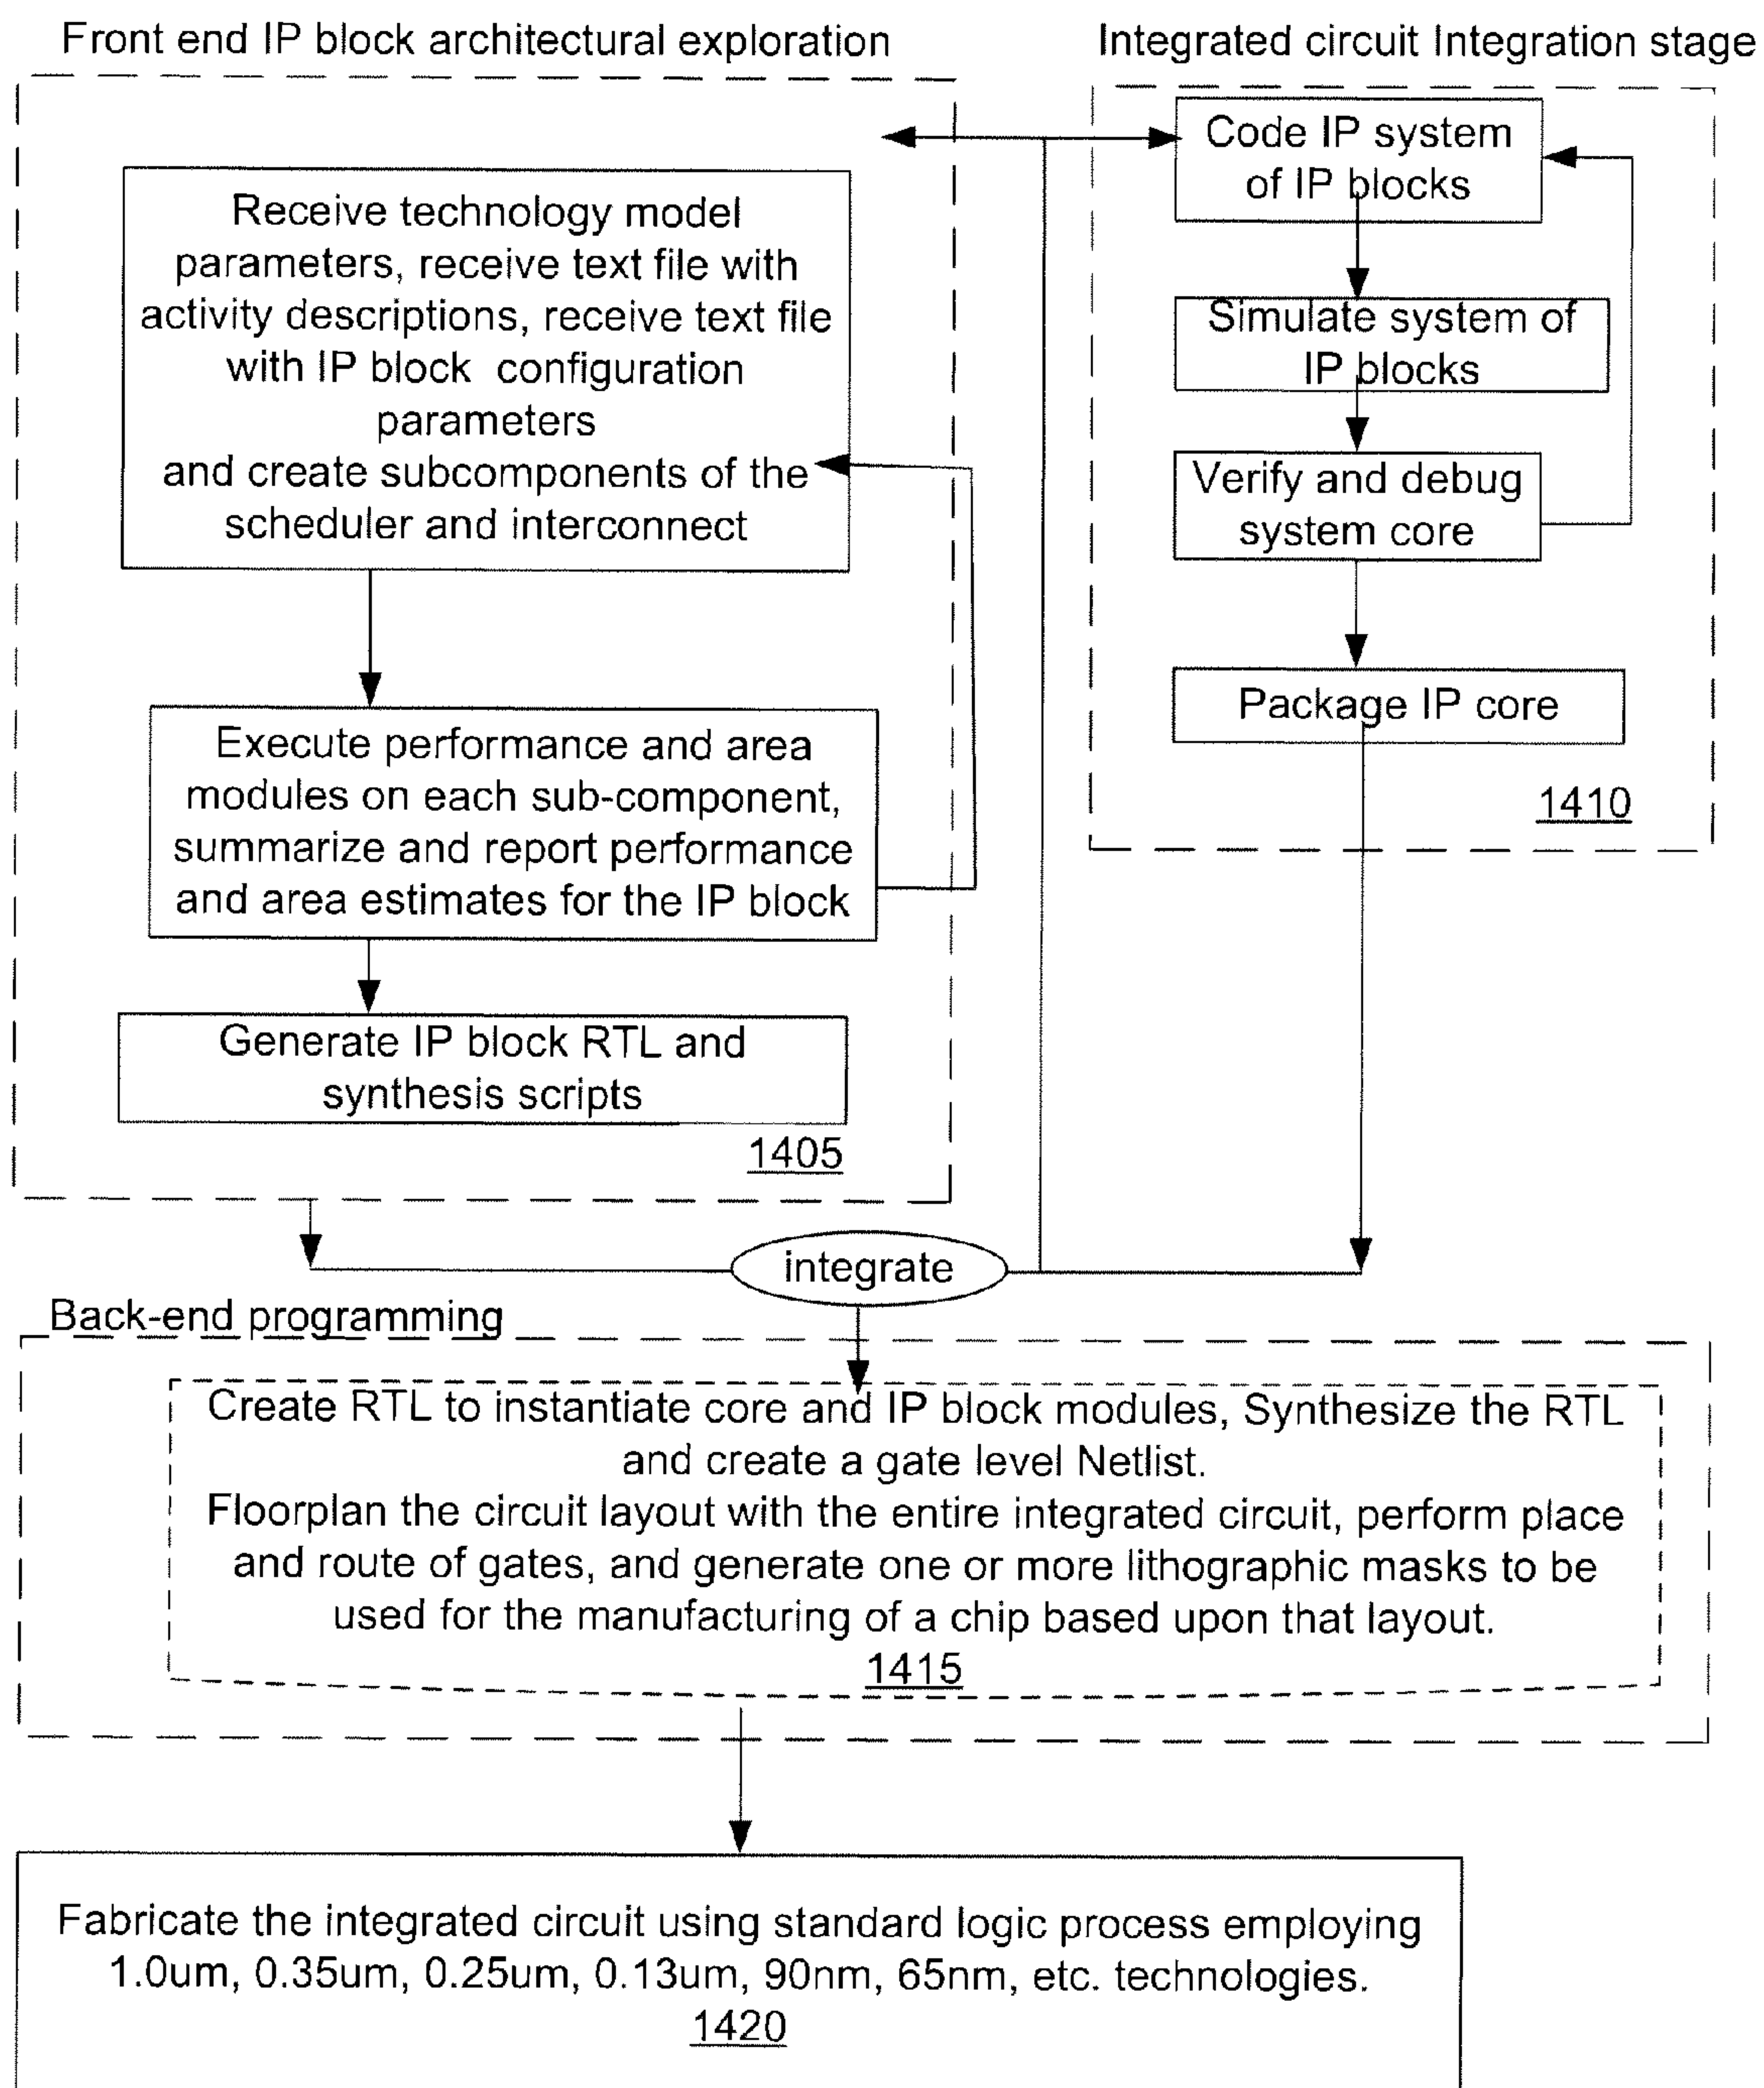 Front end IP block architectural exploration
Receive technology model
parameters, receive text file with
activity descriptions, receive text file
with IP block configuration
parameters
and create subcomponents of the
scheduler and interconnect
Execute performance and area
modules on each sub-component,
summarize and report performance
and area estimates for the IP block
Generate IP block RTL and
synthesis scripts
1405
Integrated circuit Integration stage
Code IP system
of IP blocks
Simulate system of
IP blocks
Verify and debug
system core
Package IP core
1410
integrate
Back-end programming
Create RTL to instantiate core and IP block modules, Synthesize the RTL
and create a gate level Netlist.
Floorplan the circuit layout with the entire integrated circuit, perform place
and route of gates, and generate one or more lithographic masks to be
used for the manufacturing of a chip based upon that layout.
1415
Fabricate the integrated circuit using standard logic process employing
1.0um, 0.35um, 0.25um, 0.13um, 90nm, 65nm, etc. technologies.
1420